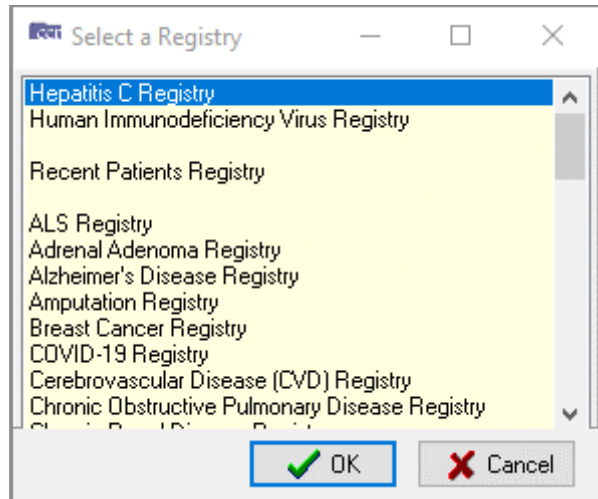 CCR Select a Registry
Hepatitis C Registry
Human Immunodeficiency Virus Registry
Recent Patients Registry
ALS Registry
Adrenal Adenoma Registry
Alzheimer's Disease Registry
Amputation Registry
Breast Cancer Registry
COVID-19 Registry
Cerebrovascular Disease (CVD) Registry
Chronic Obstructive Pulmonary Disease Registry
OK Cancel